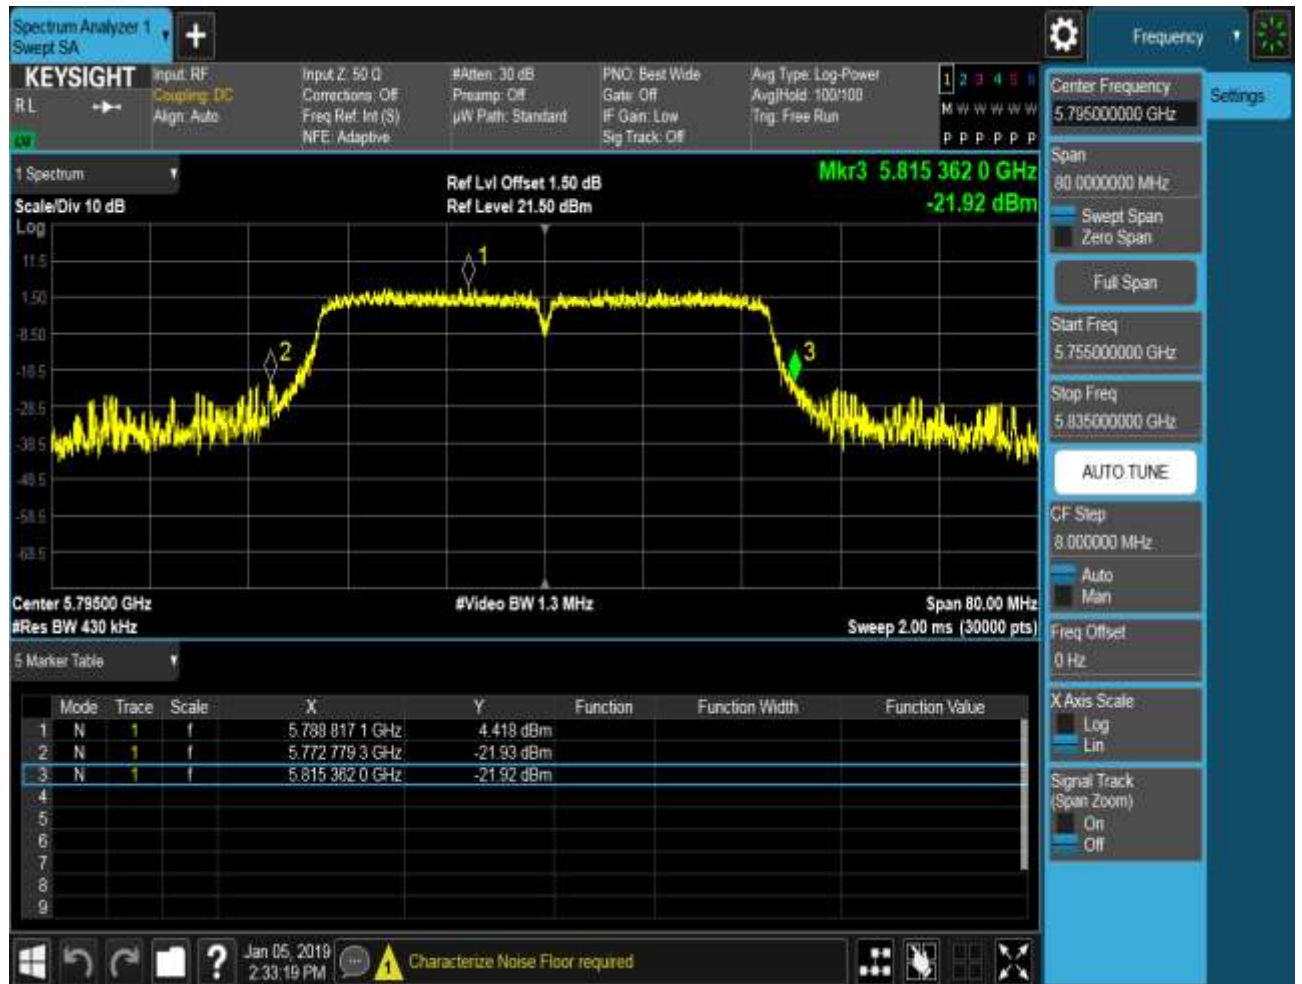 Spectrum Analyzer 1
Swept SA
+
Frequency
KEYSIGHT
RL
Input: RF
Coupling: DC
Align: Auto
Input Z: 50 Ω
Corrections: Off
Freq Ref: Int (S)
NFE: Adaptive
#Atten: 30 dB
Preamp: Off
µW Path: Standard
PNO: Best Wide
Gate: Off
IF Gain: Low
Sig Track: Off
Avg Type: Log-Power
Avg|Hold: 100/100
Trig: Free Run
1 2 3 4 5 6
M W W W W W
P P P P P P
1 Spectrum
Scale/Div 10 dB
Log
Ref Lvl Offset 1.50 dB
Ref Level 21.50 dBm
Mkr3 5.815 362 0 GHz
-21.92 dBm
11.5
1.50
-8.50
-18.5
-28.5
-38.5
-48.5
-58.5
-68.5
1
2
3
Center 5.79500 GHz
#Res BW 430 kHz
#Video BW 1.3 MHz
Span 80.00 MHz
Sweep 2.00 ms (30000 pts)
5 Marker Table
Mode Trace Scale X Y Function Function Width Function Value
1 N 1 f 5.788 817 1 GHz 4.418 dBm
2 N 1 f 5.772 779 3 GHz -21.93 dBm
3 N 1 f 5.815 362 0 GHz -21.92 dBm
4
5
6
7
8
9
Center Frequency
5.795000000 GHz
Settings
Span
80.0000000 MHz
Swept Span
Zero Span
Full Span
Start Freq
5.755000000 GHz
Stop Freq
5.835000000 GHz
AUTO TUNE
CF Step
8.000000 MHz
Auto
Man
Freq Offset
0 Hz
X Axis Scale
Log
Lin
Signal Track
(Span Zoom)
On
Off
?
Jan 05, 2019
2:33:19 PM
1
Characterize Noise Floor required